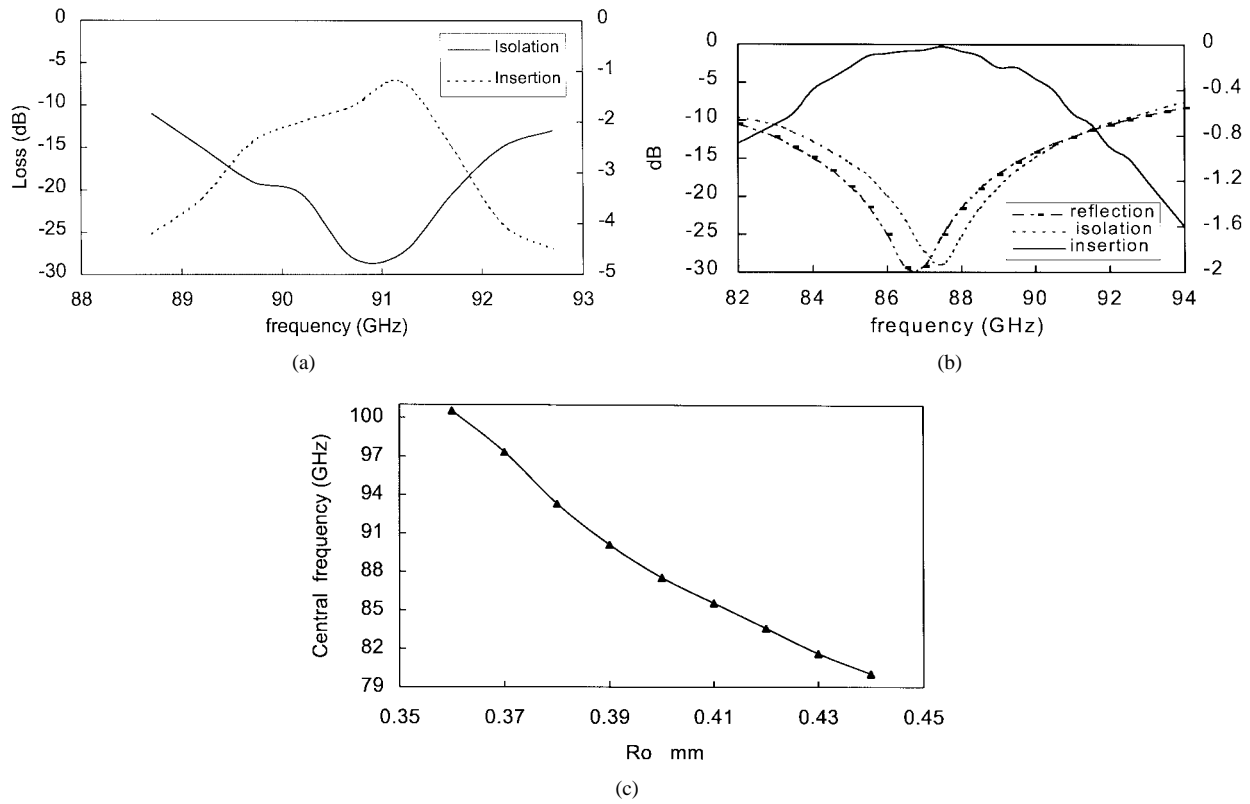 0
-5
-10
-15
-20
-25
-30
Loss (dB)
0
-1
-2
-3
-4
-5
Isolation
Insertion
88 89 90 91 92 93
frequency (GHz)
(a)
0
-5
-10
-15
-20
-25
-30
dB
0
-0.4
-0.8
-1.2
-1.6
-2
reflection
isolation
insertion
82 84 86 88 90 92 94
frequency (GHz)
(b)
100
97
94
91
88
85
82
79
Central frequency (GHz)
0.35 0.37 0.39 0.41 0.43 0.45
Ro mm
(c)